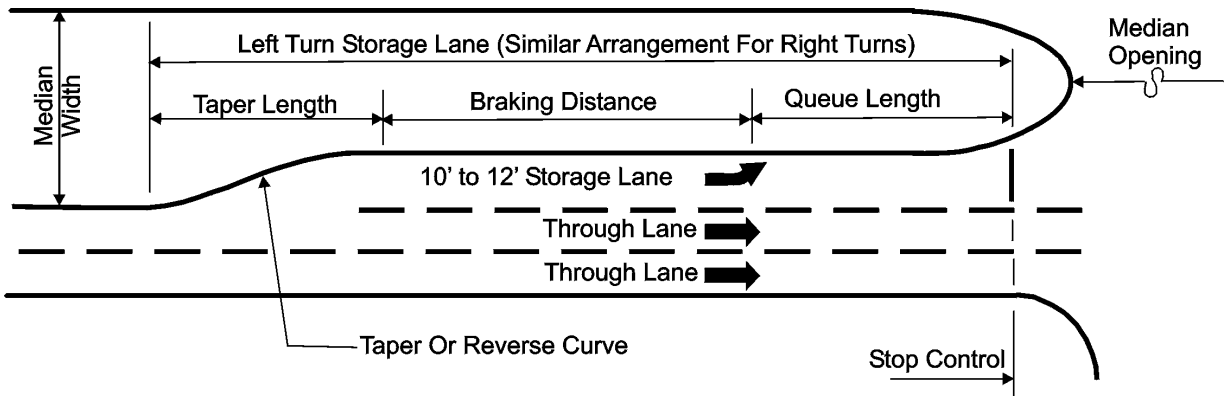 Left Turn Storage Lane (Similar Arrangement For Right Turns)
Median
Opening
Median
Width
Taper Length
Braking Distance
Queue Length
10’ to 12’ Storage Lane
Through Lane
Through Lane
Taper Or Reverse Curve
Stop Control